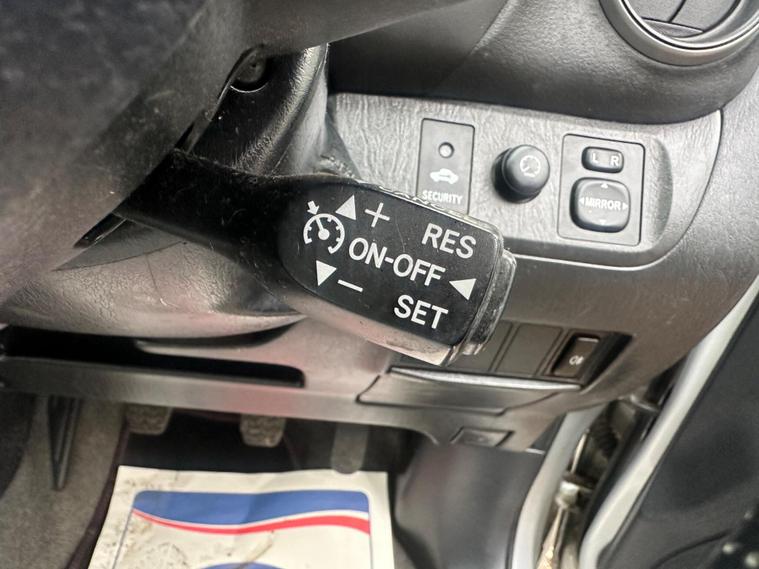 + RES
ON-OFF
- SET
SECURITY
L R
MIRROR